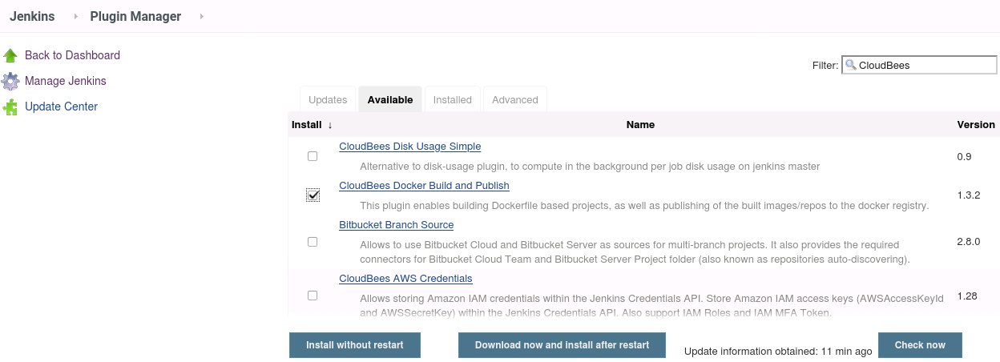 Jenkins Plugin Manager
Back to Dashboard
Manage Jenkins
Update Center
Filter: CloudBees
Updates Available Installed Advanced
Install ↓ Name Version
CloudBees Disk Usage Simple
Alternative to disk-usage plugin, to compute in the background per job disk usage on jenkins master
0.9
CloudBees Docker Build and Publish
This plugin enables building Dockerfile based projects, as well as publishing of the built images/repos to the docker registry.
1.3.2
Bitbucket Branch Source
Allows to use Bitbucket Cloud and Bitbucket Server as sources for multi-branch projects. It also provides the required
connectors for Bitbucket Cloud Team and Bitbucket Server Project folder (also known as repositories auto-discovering).
2.8.0
CloudBees AWS Credentials
Allows storing Amazon IAM credentials within the Jenkins Credentials API. Store Amazon IAM access keys (AWSAccessKeyId
and AWSSecretKey) within the Jenkins Credentials API. Also support IAM Roles and IAM MFA Token.
1.28
Install without restart Download now and install after restart Update information obtained: 11 min ago Check now